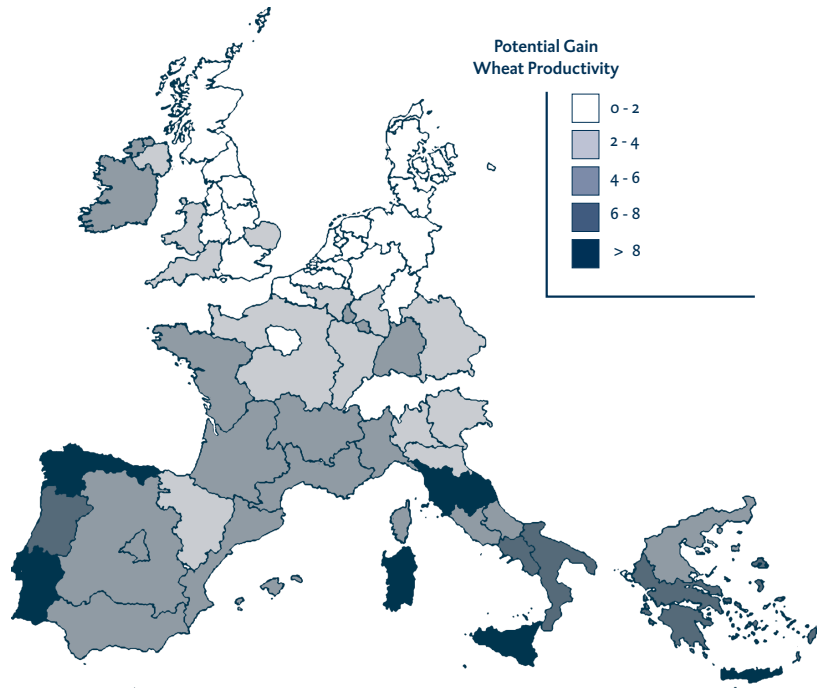 Potential Gain
Wheat Productivity
0 - 2
2 - 4
4 - 6
6 - 8
> 8